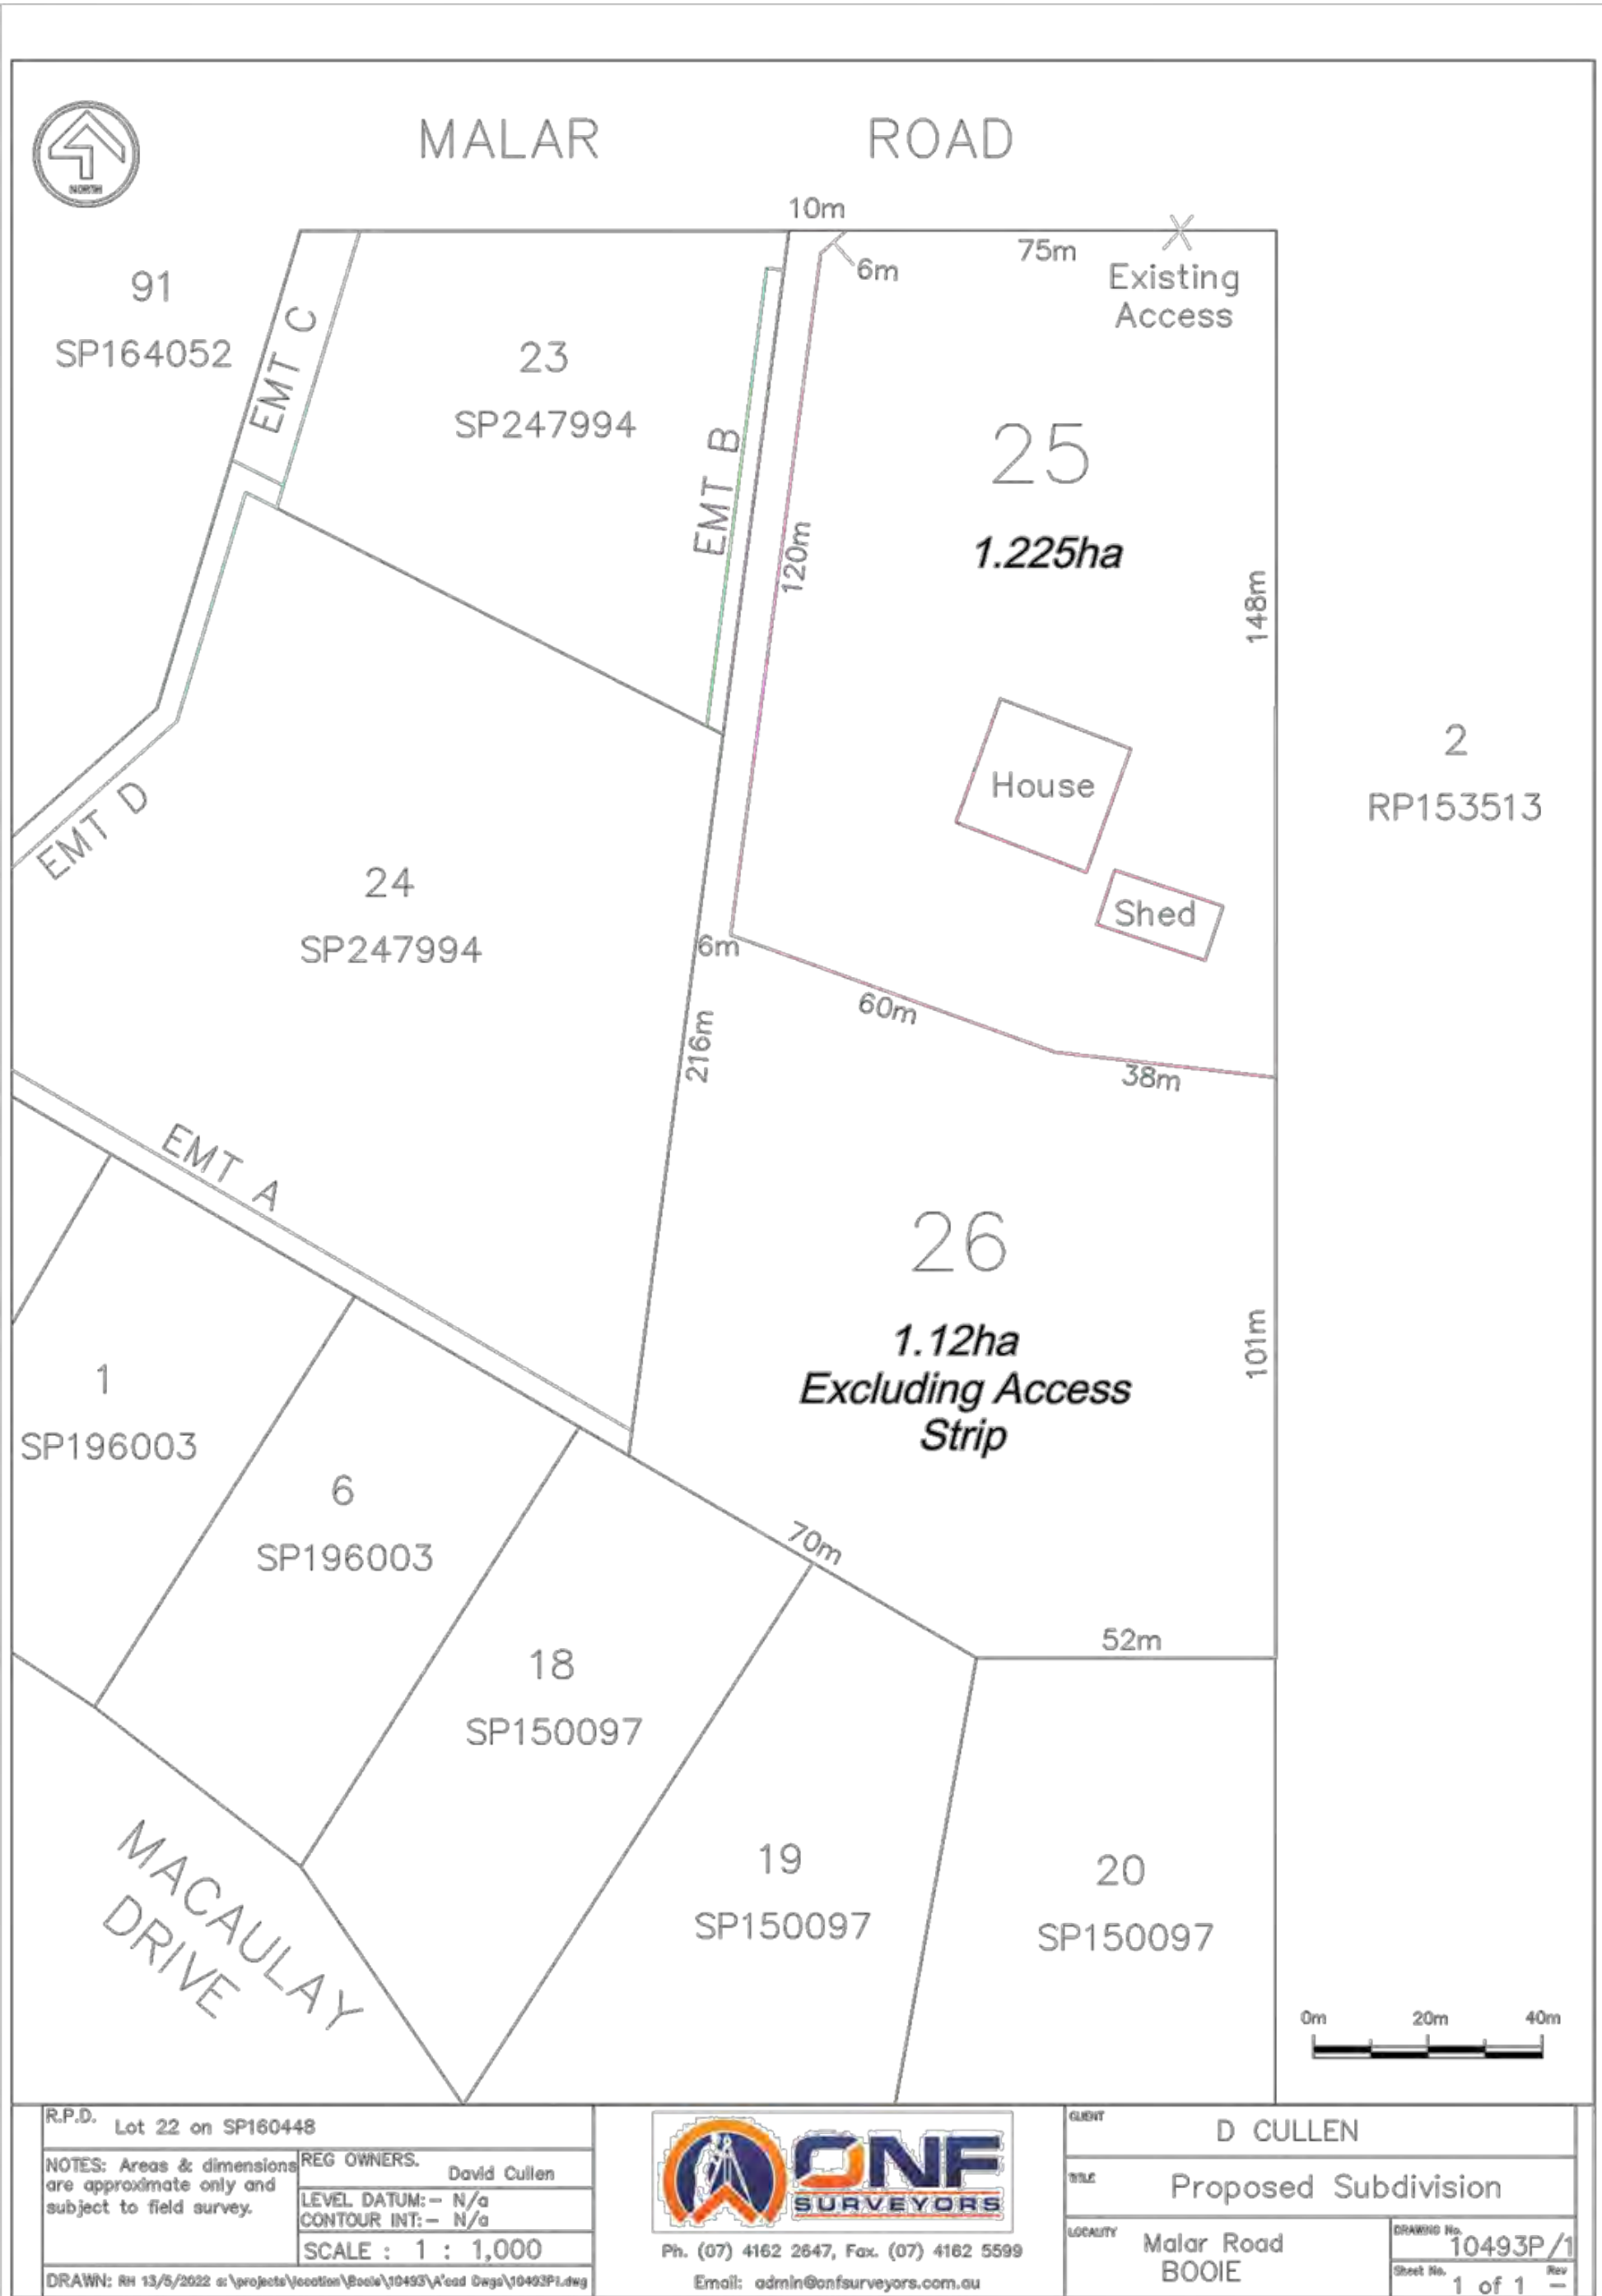 NORTH
MALAR ROAD
10m
75m
6m
Existing
Access
91
SP164052
EMT C
23
SP247994
EMT B
25
1.225ha
120m
148m
House
Shed
2
RP153513
EMT D
24
SP247994
6m
60m
38m
216m
EMT A
26
1.12ha
Excluding Access
Strip
101m
1
SP196003
6
SP196003
70m
52m
18
SP150097
19
SP150097
20
SP150097
MACAULAY
DRIVE
0m 20m 40m
R.P.D. Lot 22 on SP160448
NOTES: Areas & dimensions
are approximate only and
subject to field survey.
REG OWNERS.
David Cullen
LEVEL DATUM:- N/a
CONTOUR INT:- N/a
SCALE : 1 : 1,000
DRAWN: RH 13/5/2022
ONF
SURVEYORS
Ph. (07) 4162 2647, Fax. (07) 4162 5599
Email: admin@onfsurveyors.com.au
CLIENT
D CULLEN
TITLE
Proposed Subdivision
LOCALITY
Malar Road
BOOIE
DRAWING No.
10493P/1
Sheet No.
1 of 1
Rev
—